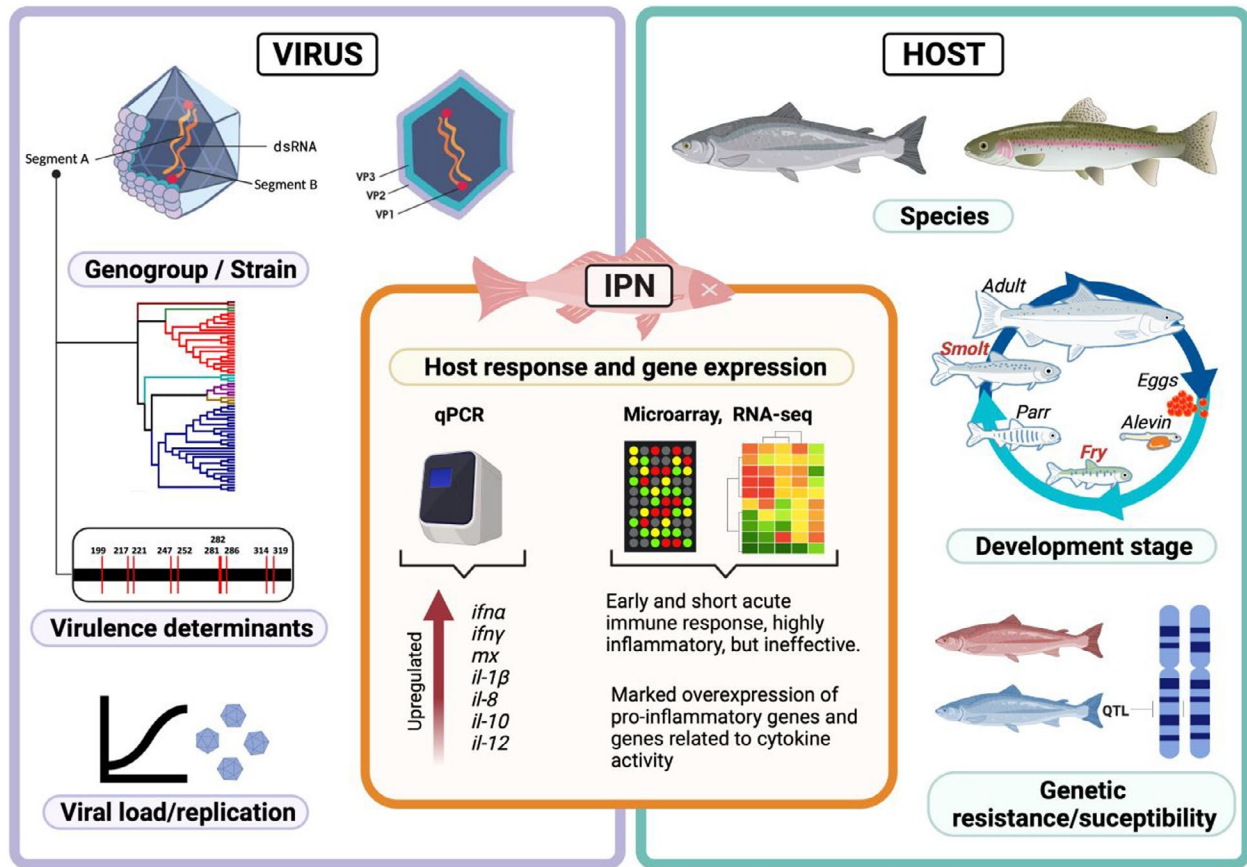 VIRUS
Segment A
dsRNA
Segment B
VP3
VP2
VP1
Genogroup / Strain
282
199 217 221 247 252 281 286 314 319
Virulence determinants
Viral load/replication
IPN
Host response and gene expression
qPCR
Microarray, RNA-seq
Upregulated
ifnα
ifnγ
mx
il-1β
il-8
il-10
il-12
Early and short acute
immune response, highly
inflammatory, but ineffective.
Marked overexpression of
pro-inflammatory genes and
genes related to cytokine
activity
HOST
Species
Adult
Smolt
Eggs
Parr
Alevin
Fry
Development stage
QTL
Genetic
resistance/suceptibility